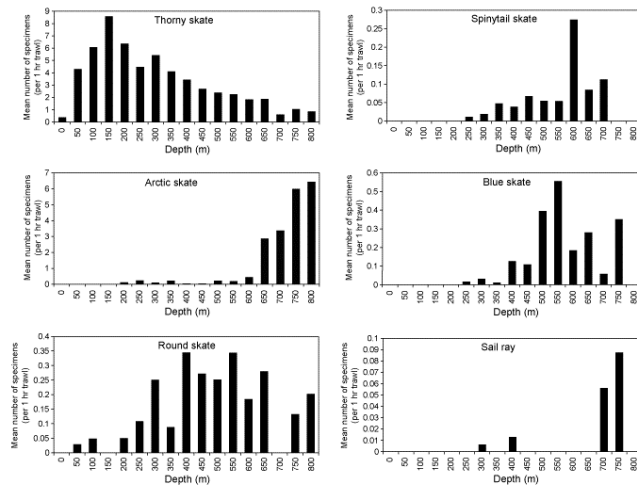 Thorny skate
Mean number of specimens
(per 1 hr trawl)
9
8
7
6
5
4
3
2
1
0
0 50 100 150 200 250 300 350 400 450 500 550 600 650 700 750 800
Depth (m)
Spinytail skate
Mean number of specimens
(per 1 hr trawl)
0.3
0.25
0.2
0.15
0.1
0.05
0
0 50 100 150 200 250 300 350 400 450 500 550 600 650 700 750 800
Depth (m)
Arctic skate
Mean number of specimens
(per 1 hr trawl)
7
6
5
4
3
2
1
0
0 50 100 150 200 250 300 350 400 450 500 550 600 650 700 750 800
Depth (m)
Blue skate
Mean number of specimens
(per 1 hr trawl)
0.6
0.5
0.4
0.3
0.2
0.1
0
0 50 100 150 200 250 300 350 400 450 500 550 600 650 700 750 800
Depth (m)
Round skate
Mean number of specimens
(per 1 hr trawl)
0.4
0.35
0.3
0.25
0.2
0.15
0.1
0.05
0
0 50 100 150 200 250 300 350 400 450 500 550 600 650 700 750 800
Depth (m)
Sail ray
Mean number of specimens
(per 1 hr trawl)
0.1
0.09
0.08
0.07
0.06
0.05
0.04
0.03
0.02
0.01
0
0 50 100 150 200 250 300 350 400 450 500 550 600 650 700 750 800
Depth (m)